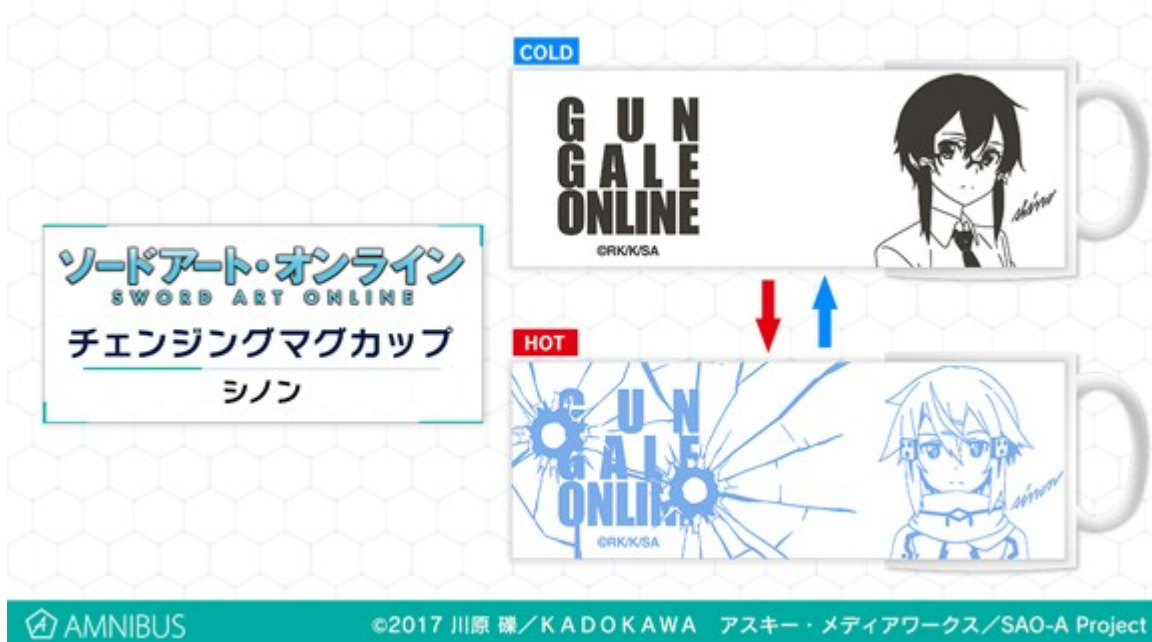 ソードアート・オンライン
SWORD ART ONLINE
チェンジングマグカップ
シノン
COLD
GUN
GALE
ONLINE
©RK/K/SA
shino
HOT
GUN
GALE
ONLINE
©RK/K/SA
sinon
AMNIBUS
©2017 川原 礫／KADOKAWA アスキー・メディアワークス／SAO-A Project